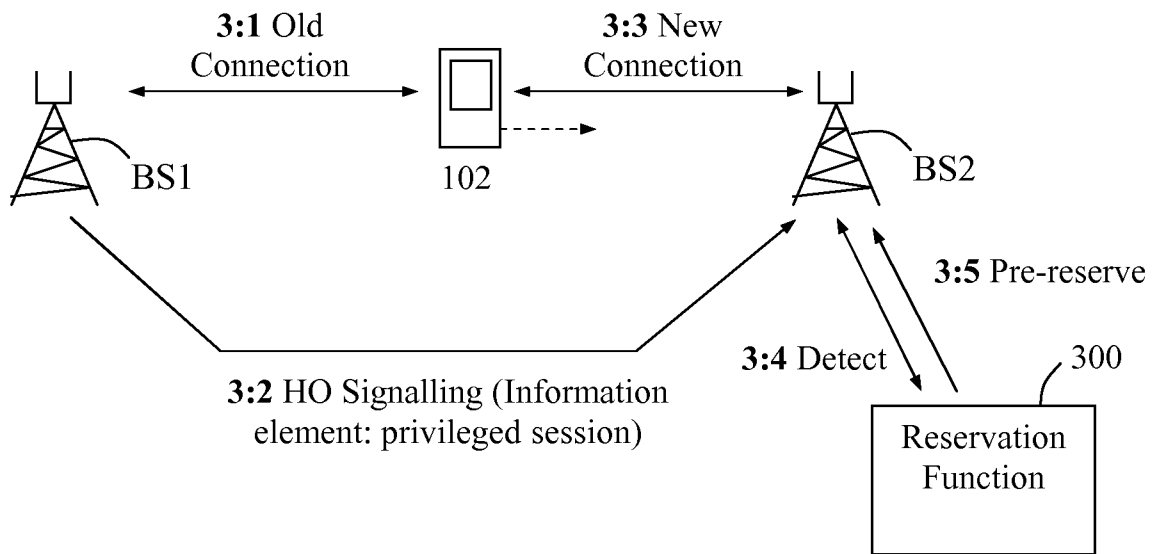 3:1 Old
Connection
3:3 New
Connection
BS1
102
BS2
3:5 Pre-reserve
3:4 Detect
300
3:2 HO Signalling (Information
element: privileged session)
Reservation
Function